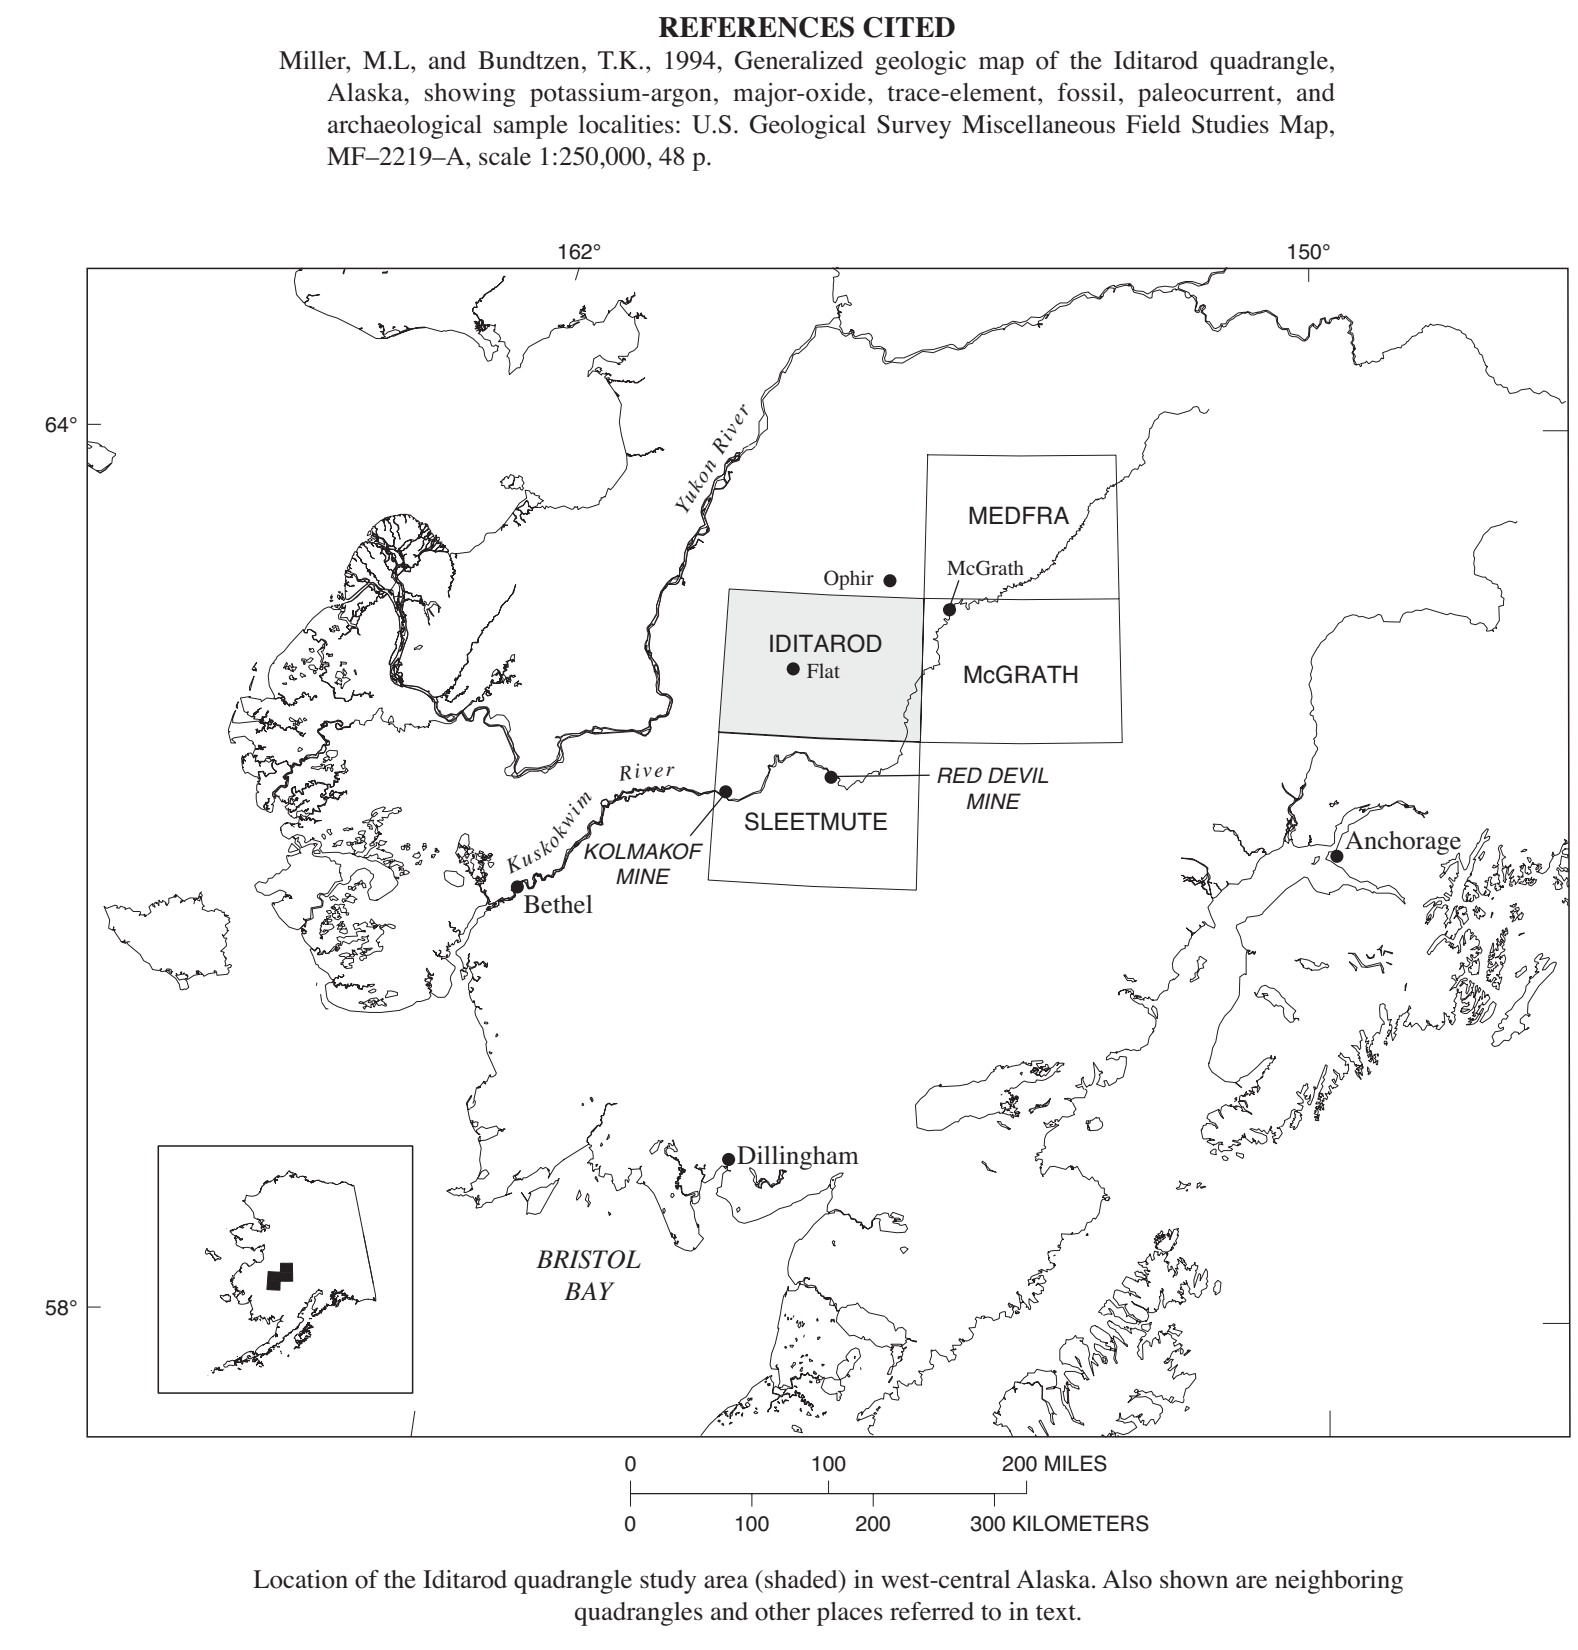 REFERENCES CITED
Miller, M.L, and Bundtzen, T.K., 1994, Generalized geologic map of the Iditarod quadrangle,
Alaska, showing potassium-argon, major-oxide, trace-element, fossil, paleocurrent, and
archaeological sample localities: U.S. Geological Survey Miscellaneous Field Studies Map,
MF–2219–A, scale 1:250,000, 48 p.
162°
150°
64°
Yukon River
MEDFRA
Ophir
McGrath
IDITAROD
Flat
McGRATH
Kuskokwim River
RED DEVIL
MINE
SLEETMUTE
KOLMAKOF
MINE
Anchorage
Bethel
Dillingham
BRISTOL
BAY
58°
0 100 200 MILES
0 100 200 300 KILOMETERS
Location of the Iditarod quadrangle study area (shaded) in west-central Alaska. Also shown are neighboring
quadrangles and other places referred to in text.